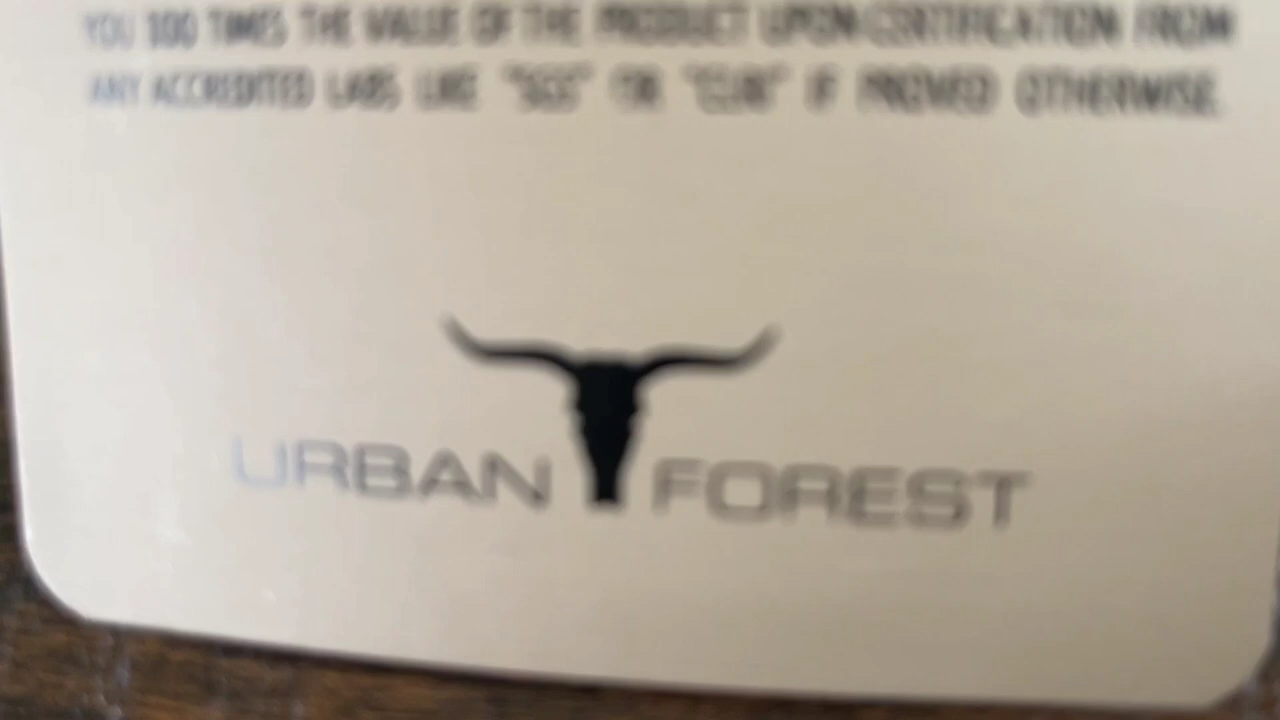 YOU 100 TIMES THE VALUE OF THE PRODUCT UPON CERTIFICATION FROM
ANY ACCREDITED LABS LIKE "SGS" OR IF PROVED OTHERWISE.
URBAN FOREST